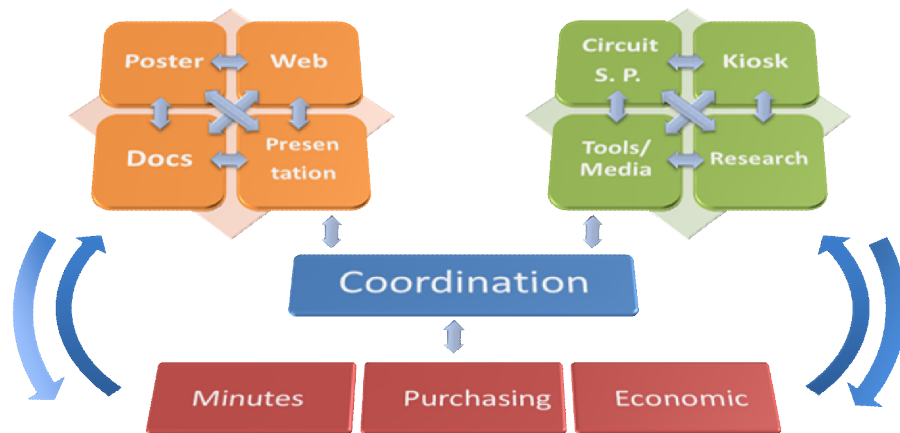 Poster
Web
Docs
Presen
tation
Circuit
S. P.
Kiosk
Tools/
Media
Research
Coordination
Minutes
Purchasing
Economic